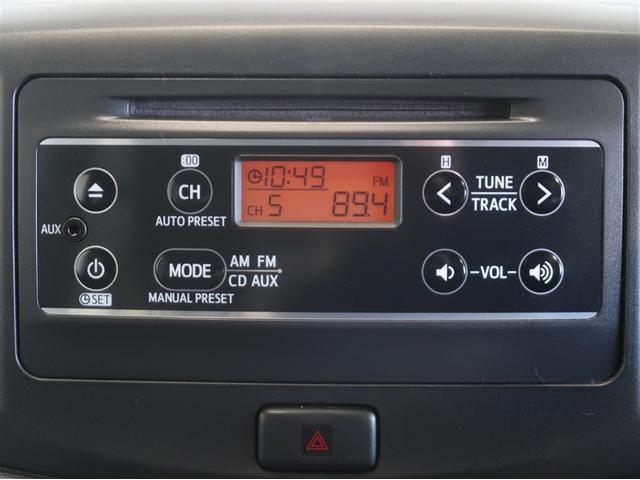 :00
CH
AUTO PRESET
AUX
SET
MODE
AM FM
CD AUX
MANUAL PRESET
10:49
FM
CH 5 89.4
H
M
TUNE
TRACK
VOL